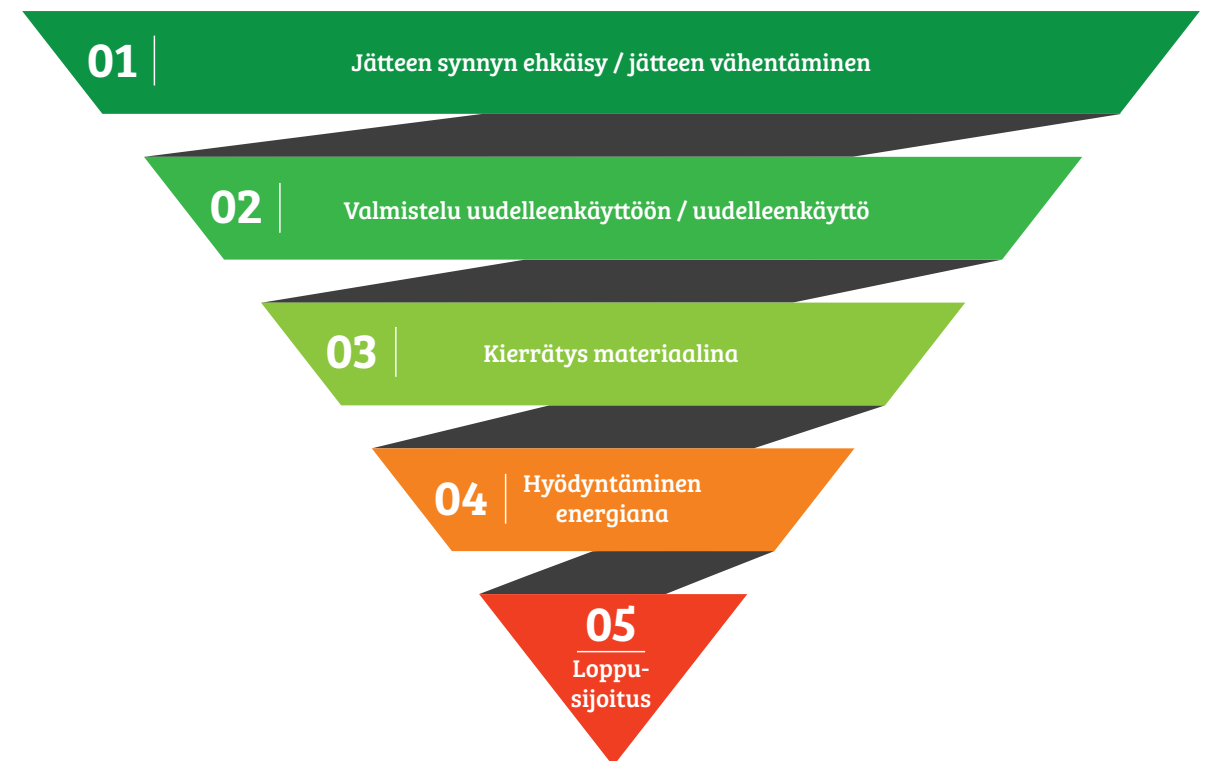 01
Jätteen synnyn ehkäisy / jätteen vähentäminen
02
Valmistelu uudelleenkäyttöön / uudelleenkäyttö
03
Kierrätys materiaalina
04
Hyödyntäminen
energiana
05
Loppu-
sijoitus